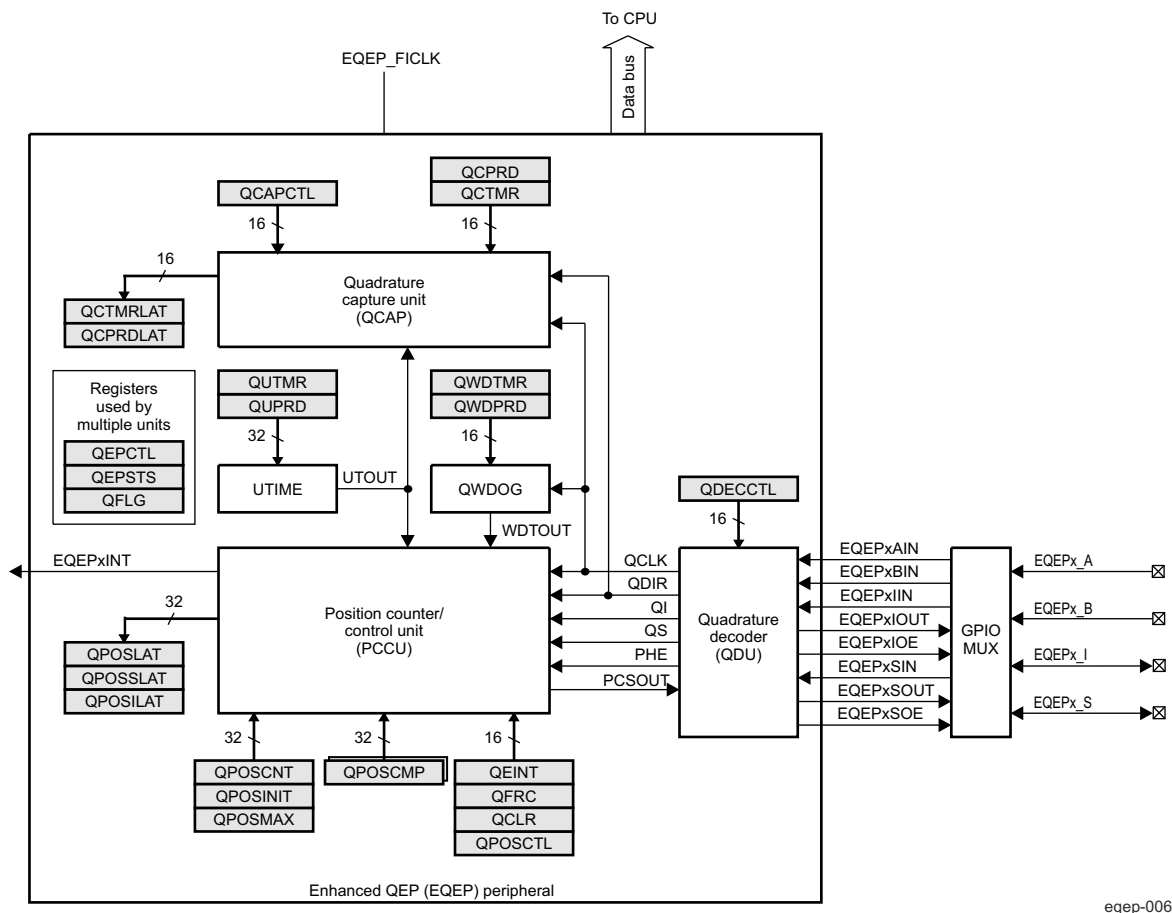 To CPU
EQEP_FICLK
Data bus
QCPRD
QCAPCTL
QCTMR
16
16
16
Quadrature
capture unit
(QCAP)
QCTMRLAT
QCPRDLAT
Registers
used by
multiple units
QEPCTL
QEPSTS
QFLG
QUTMR
QUPRD
32
QWDTMR
QWDPRD
16
UTIME
UTOUT
QWDOG
WDTOUT
QDECCTL
16
EQEPxINT
32
QPOSLAT
QPOSSLAT
QPOSILAT
Position counter/
control unit
(PCCU)
QCLK
QDIR
QI
QS
PHE
PCSOUT
Quadrature
decoder
(QDU)
EQEPxAIN
EQEPxBIN
EQEPxIIN
EQEPxIOUT
EQEPxIOE
EQEPxSIN
EQEPxSOUT
EQEPxSOE
GPIO
MUX
EQEPx_A
EQEPx_B
EQEPx_I
EQEPx_S
32
32
16
QPOSCNT
QPOSINIT
QPOSMAX
QPOSCMP
QEINT
QFRC
QCLR
QPOSCTL
Enhanced QEP (EQEP) peripheral
eqep-006